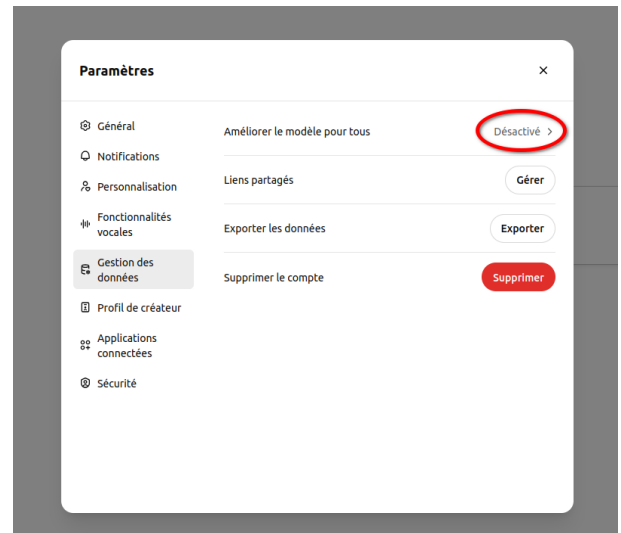 Paramètres
×
Général
Notifications
Personnalisation
Fonctionnalités
vocales
Gestion des
données
Profil de créateur
Applications
connectées
Sécurité
Améliorer le modèle pour tous
Désactivé >
Liens partagés
Gérer
Exporter les données
Exporter
Supprimer le compte
Supprimer